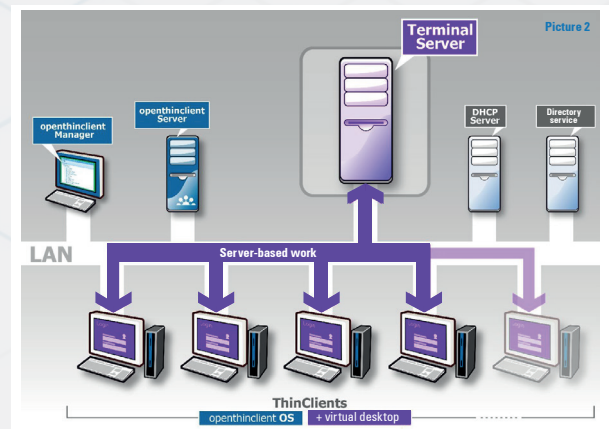 Picture 2
Terminal
Server
openthinclient
Manager
openthinclient
Server
DHCP
Server
Directory
service
LAN
Server-based work
ThinClients
openthinclient OS
+ virtual desktop